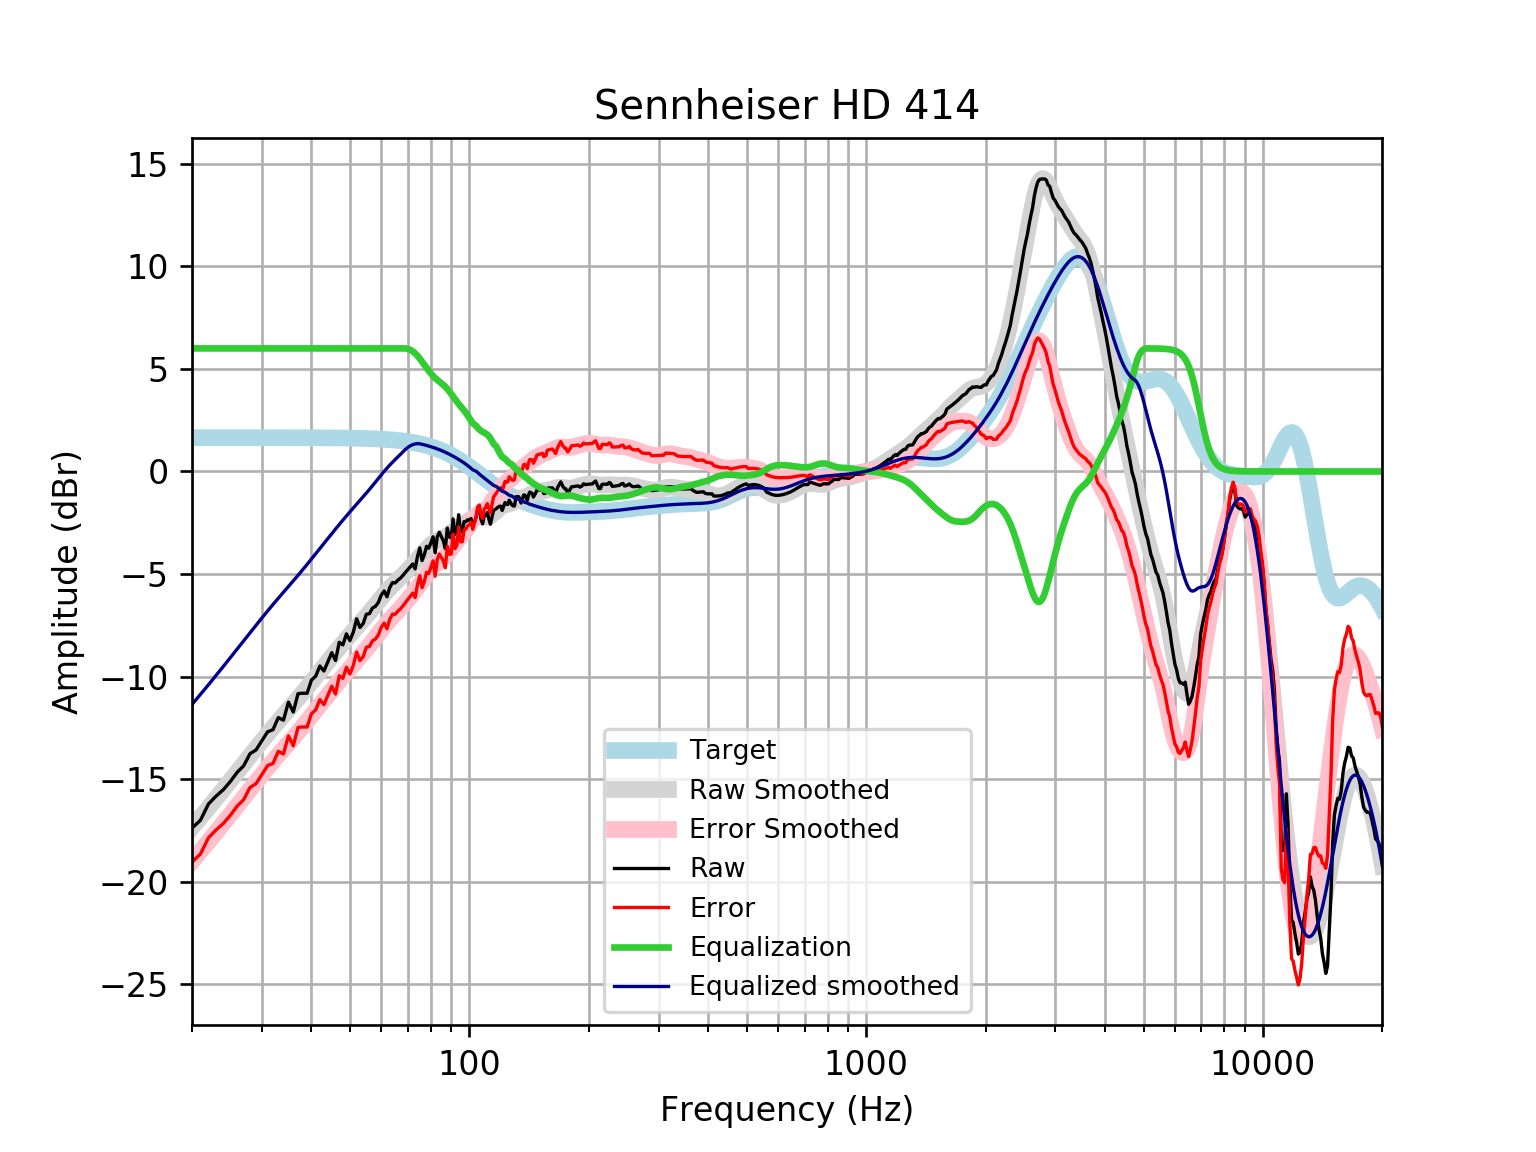 Sennheiser HD 414
15
10
5
0
−5
−10
−15
−20
−25
Amplitude (dBr)
Target
Raw Smoothed
Error Smoothed
Raw
Error
Equalization
Equalized smoothed
100
1000
10000
Frequency (Hz)